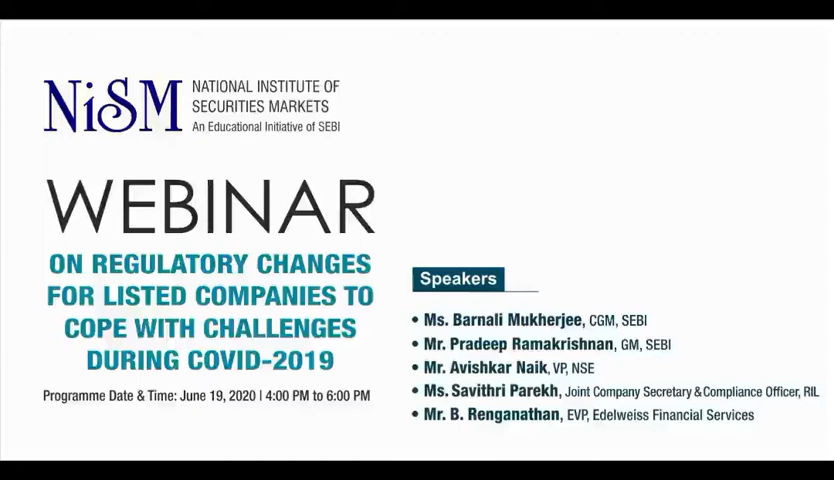 NiSM
NATIONAL INSTITUTE OF
SECURITIES MARKETS
An Educational Initiative of SEBI
WEBINAR
ON REGULATORY CHANGES
FOR LISTED COMPANIES TO
COPE WITH CHALLENGES
DURING COVID-2019
Programme Date & Time: June 19, 2020 | 4:00 PM to 6:00 PM
Speakers
• Ms. Barnali Mukherjee, CGM, SEBI
• Mr. Pradeep Ramakrishnan, GM, SEBI
• Mr. Avishkar Naik, VP, NSE
• Ms. Savithri Parekh, Joint Company Secretary & Compliance Officer, RIL
• Mr. B. Renganathan, EVP, Edelweiss Financial Services